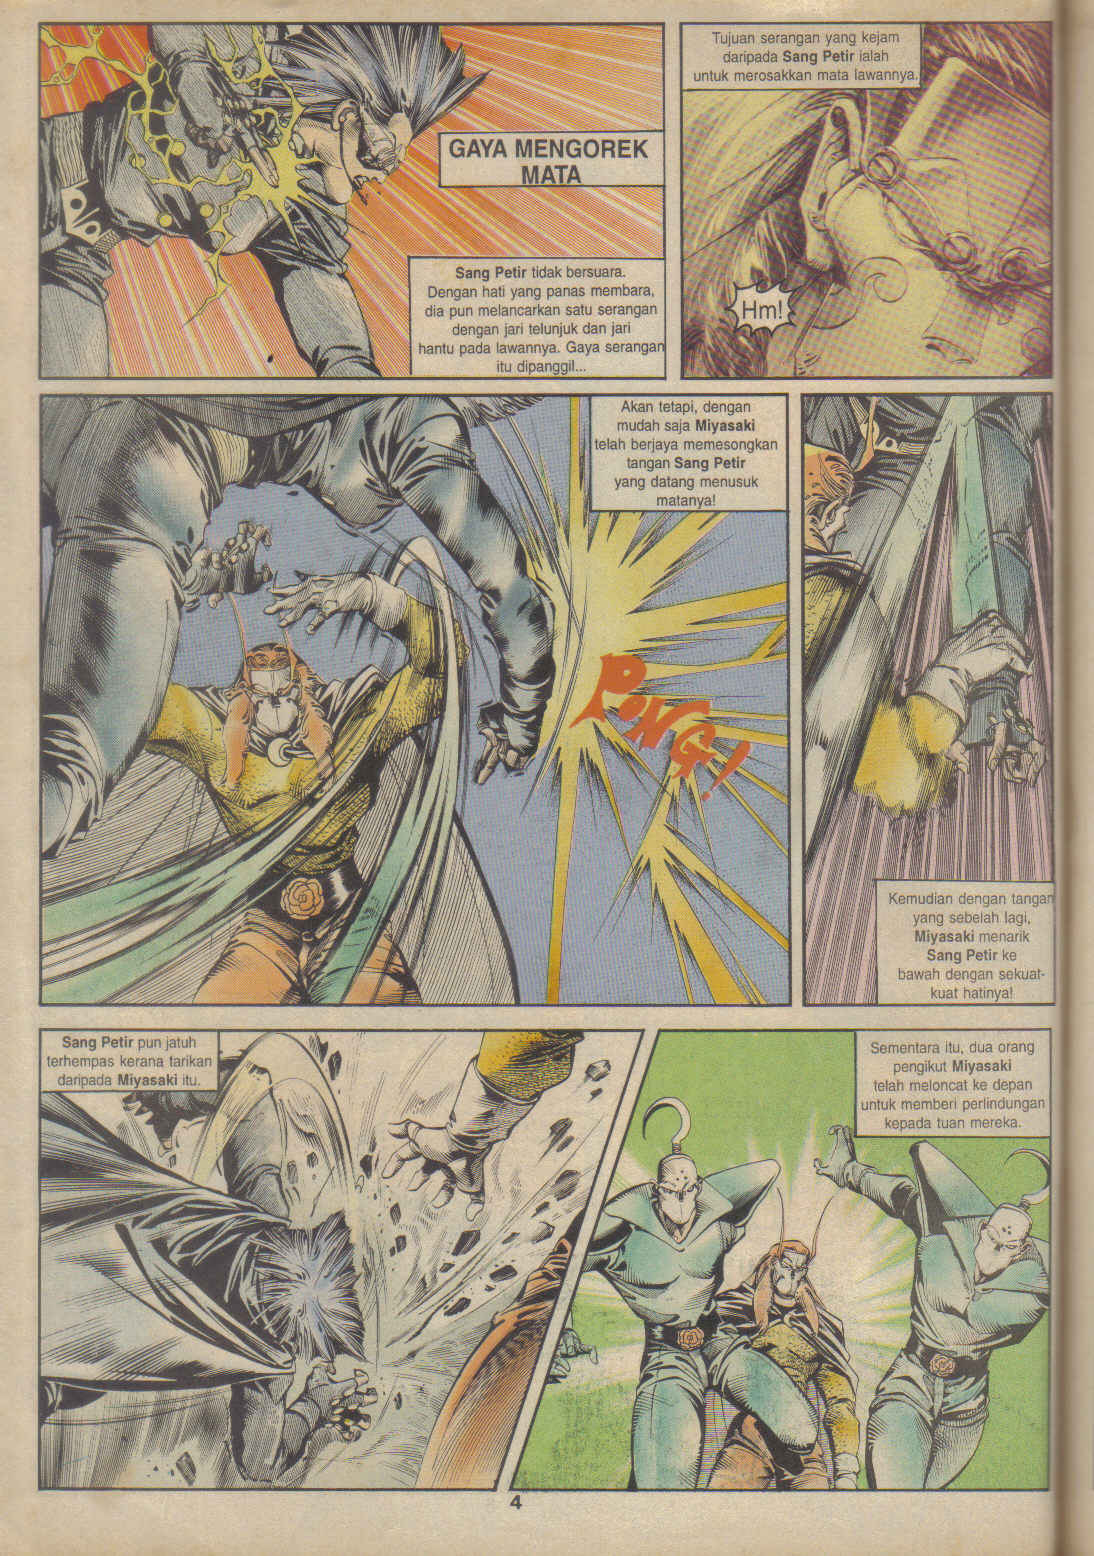 GAYA MENGOREK
MATA
Sang Petir tidak bersuara.
Dengan hati yang panas membara,
dia pun melancarkan satu serangan
dengan jari telunjuk dan jari
hantu pada lawannya. Gaya serangan
itu dipanggil...
Tujuan serangan yang kejam
daripada Sang Petir ialah
untuk merosakkan mata lawannya.
Hm!
Akan tetapi, dengan
mudah saja Miyasaki
telah berjaya memesongkan
tangan Sang Petir
yang datang menusuk
matanya!
PONG!
Kemudian dengan tangan
yang sebelah lagi,
Miyasaki menarik
Sang Petir ke
bawah dengan sekuat-
kuat hatinya!
Sang Petir pun jatuh
terhempas kerana tarikan
daripada Miyasaki itu.
Sementara itu, dua orang
pengikut Miyasaki
telah meloncat ke depan
untuk memberi perlindungan
kepada tuan mereka.
4